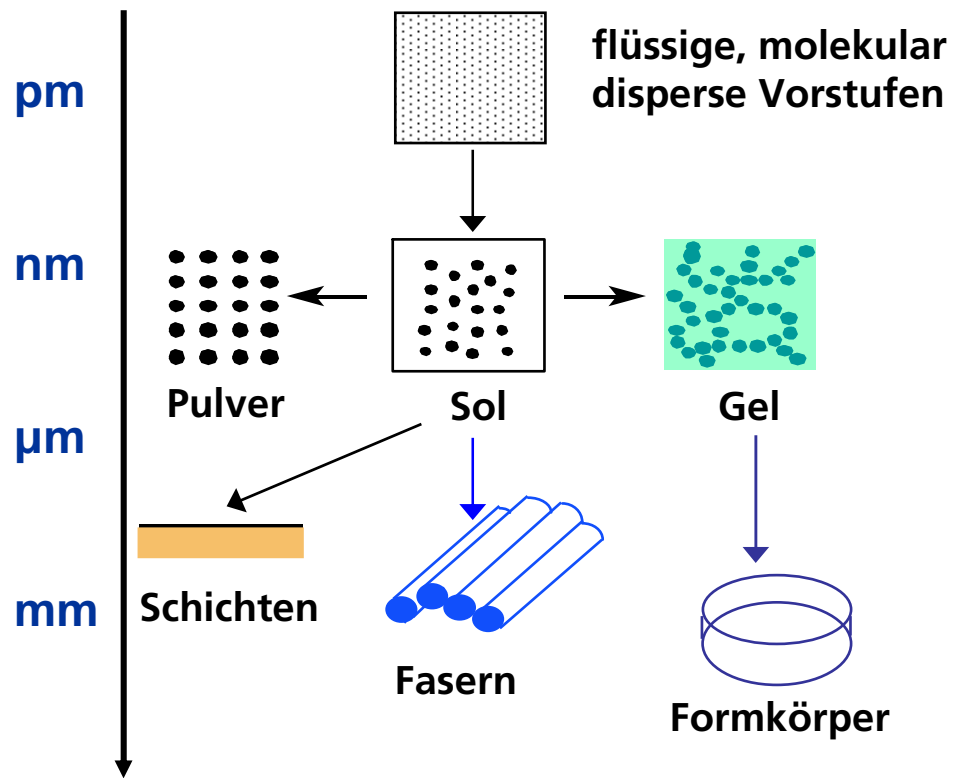 flüssige, molekular
disperse Vorstufen
pm
nm
Pulver
Sol
Gel
µm
mm
Schichten
Fasern
Formkörper